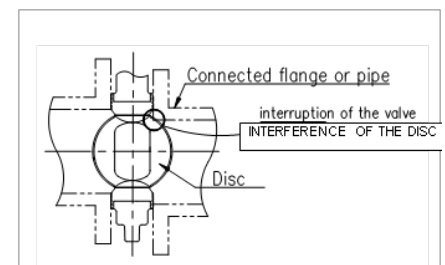 Connected flange or pipe
interruption of the valve
INTERFERENCE OF THE DISC
Disc